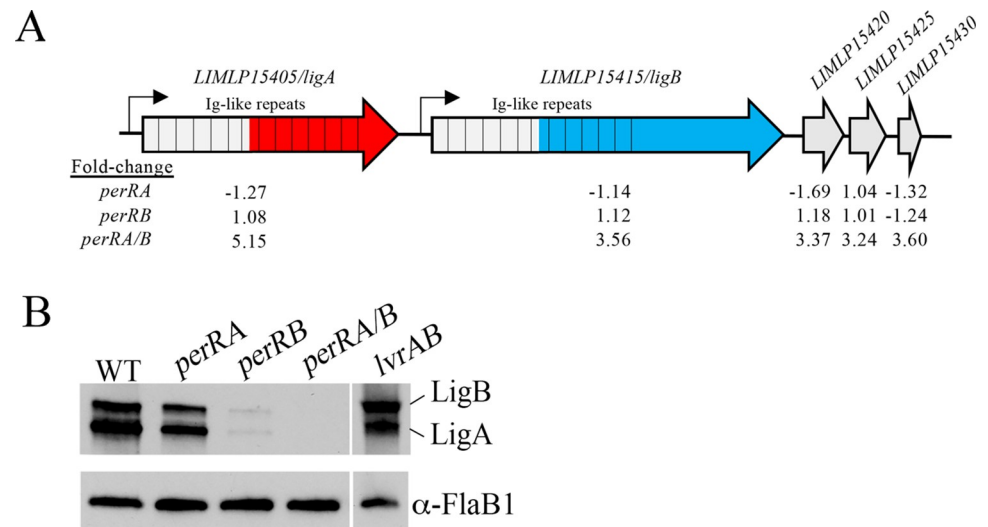 A
LIMLP15405/ligA
LIMLP15415/ligB
LIMLP15420
LIMLP15425
LIMLP15430
Ig-like repeats
Ig-like repeats
Fold-change
perRA -1.27 -1.14 -1.69 1.04 -1.32
perRB 1.08 1.12 1.18 1.01 -1.24
perRA/B 5.15 3.56 3.37 3.24 3.60
B
WT perRA perRB perRA/B lvrAB
LigB
LigA
α-FlaB1